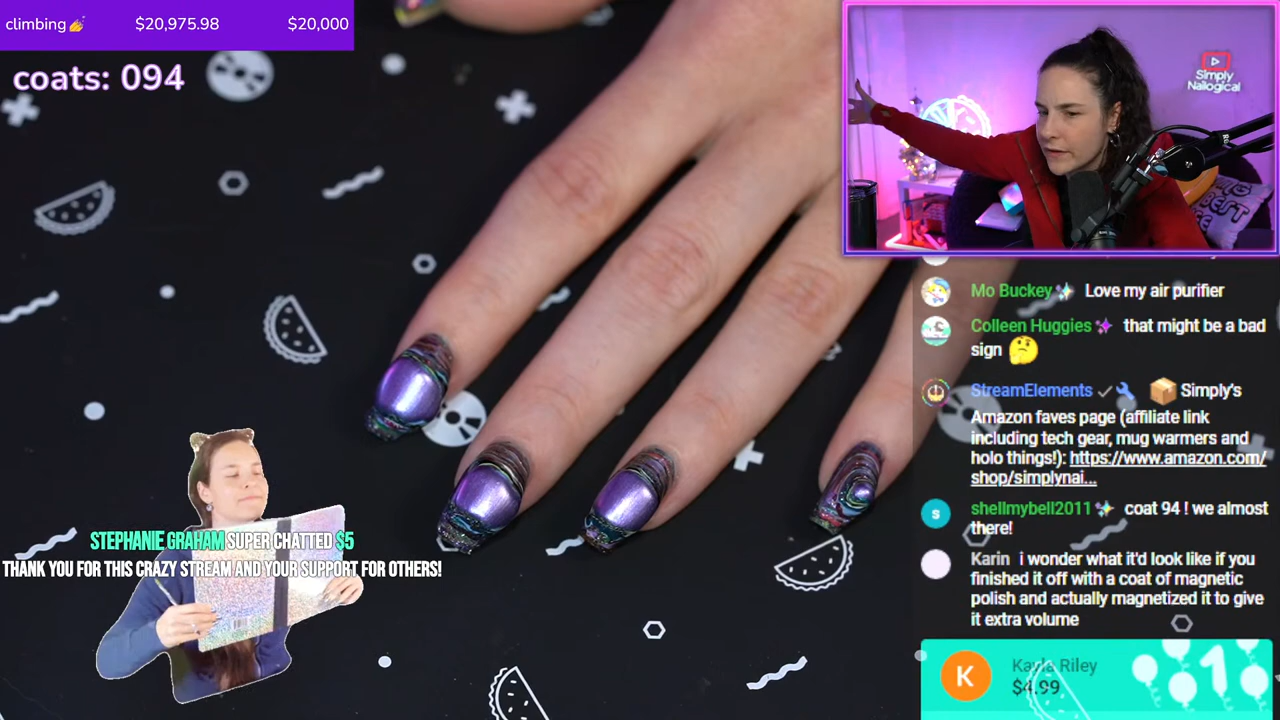 climbing💅 $20,975.98 $20,000
coats: 094
Simply
Nailogical
Mo Buckey✨ Love my air purifier
Colleen Huggies✨ that might be a bad
sign 🤔
StreamElements 📦 Simply's
Amazon faves page (affiliate link
including tech gear, mug warmers and
holo things!): https://www.amazon.com/
shop/simplynai...
s shellmybell2011✨ coat 94 ! we almost
there!
Karin i wonder what it'd look like if you
finished it off with a coat of magnetic
polish and actually magnetized it to give
it extra volume
K Kayla Riley
$4.99
1
STEPHANIE GRAHAM SUPER CHATTED $5
THANK YOU FOR THIS CRAZY STREAM AND YOUR SUPPORT FOR OTHERS!